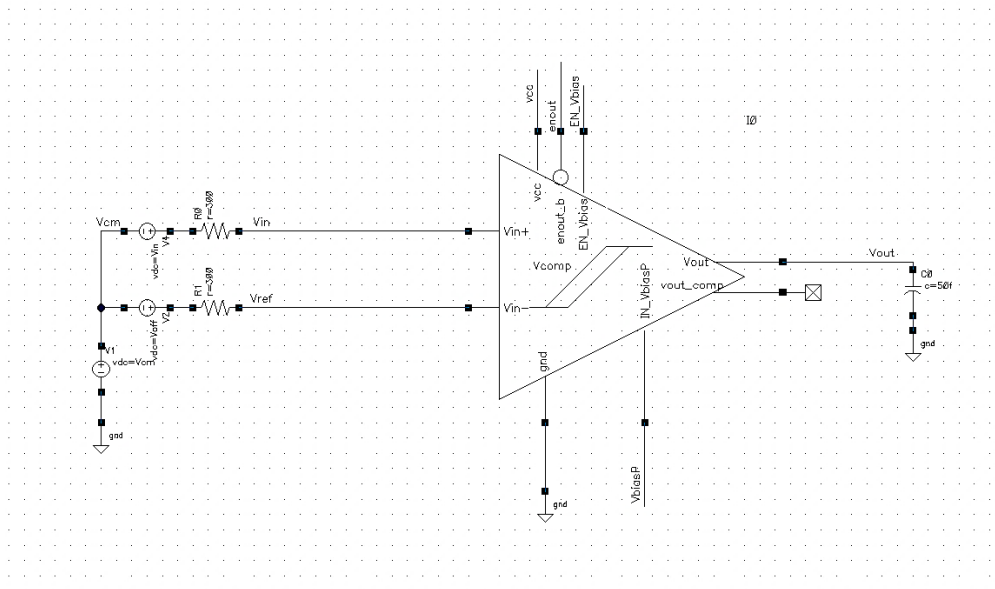 vcc
enout
EN_Vbias
I0
vcc
enout_b
EN_Vbias
Vcm
V4
vdc=Vin
R0
r=300
Vin
Vin+
Vcomp
Vout
Vout
C0
c=50f
gnd
V2
vdc=Voff
R1
r=300
Vref
Vin-
IN_VbiasP
vout_comp
V1
vdc=Vcm
gnd
gnd
VbiasP
gnd